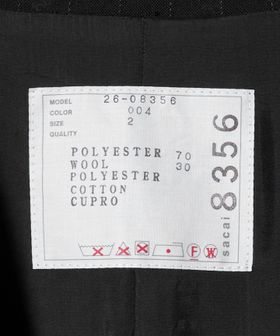 MODEL 26-08356
COLOR 004
SIZE 2
QUALITY
POLYESTER 70
WOOL 30
POLYESTER
COTTON
CUPRO
F W
sacai 8356